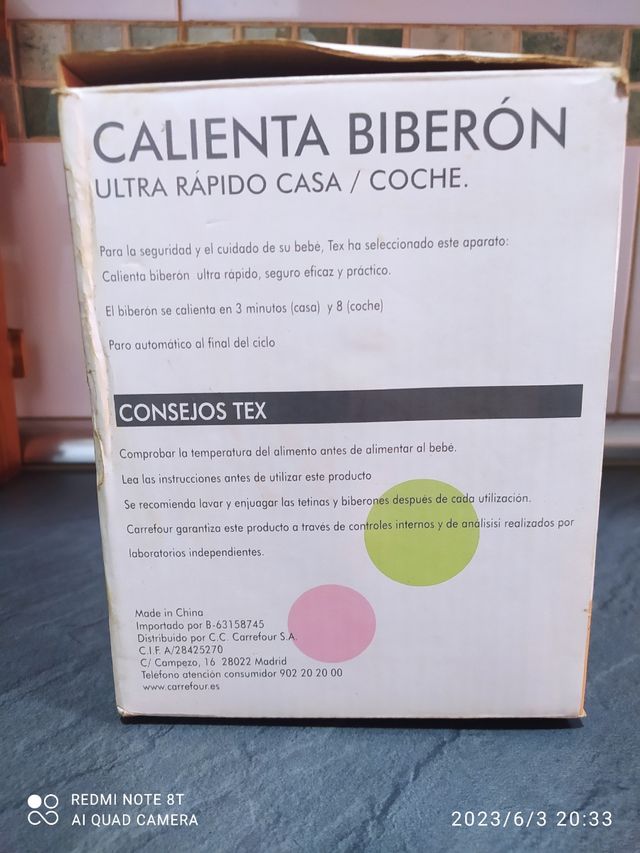 CALIENTA BIBERÓN
ULTRA RÁPIDO CASA / COCHE.
Para la seguridad y el cuidado de su bebé, Tex ha seleccionado este aparato:
Calienta biberón ultra rápido, seguro eficaz y práctico.
El biberón se calienta en 3 minutos (casa) y 8 (coche)
Paro automático al final del ciclo
CONSEJOS TEX
Comprobar la temperatura del alimento antes de alimentar al bebé.
Lea las instrucciones antes de utilizar este producto
Se recomienda lavar y enjuagar las tetinas y biberones después de cada utilización.
Carrefour garantiza este producto a través de controles internos y de análisisi realizados por
laboratorios independientes.
Made in China
Importado por B-63158745
Distribuido por C.C. Carrefour S.A.
C.I.F. A/28425270
C/ Campezo, 16 28022 Madrid
Teléfono atención consumidor 902 20 20 00
www.carrefour.es
REDMI NOTE 8T
AI QUAD CAMERA
2023/6/3 20:33